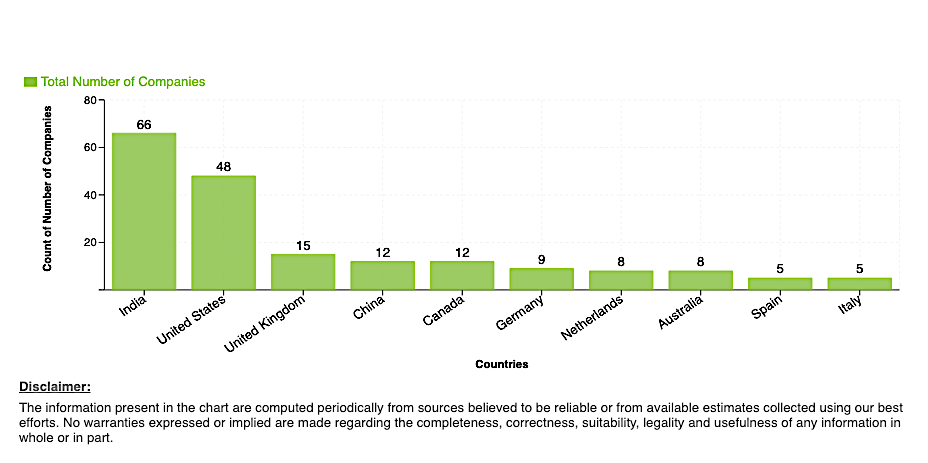 Total Number of Companies
Count of Number of Companies
80
60
40
20
66
48
15
12
12
9
8
8
5
5
India
United States
United Kingdom
China
Canada
Germany
Netherlands
Australia
Spain
Italy
Countries
Disclaimer:
The information present in the chart are computed periodically from sources believed to be reliable or from available estimates collected using our best
efforts. No warranties expressed or implied are made regarding the completeness, correctness, suitability, legality and usefulness of any information in
whole or in part.